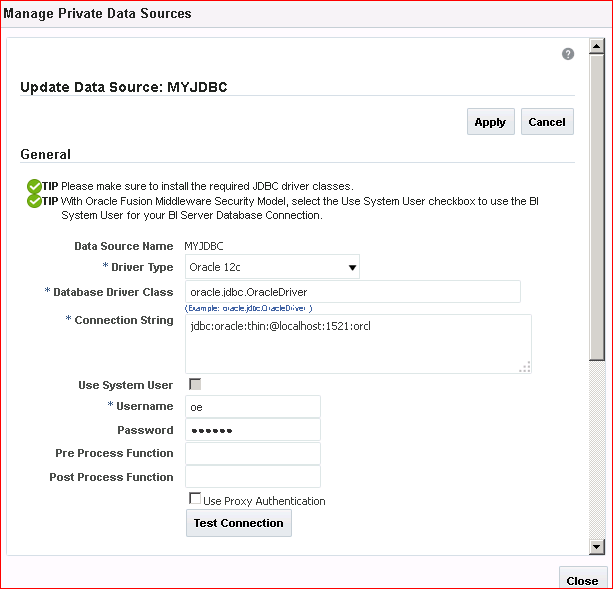 Manage Private Data Sources
Update Data Source: MYJDBC
Apply Cancel
General
TIP Please make sure to install the required JDBC driver classes.
TIP With Oracle Fusion Middleware Security Model, select the Use System User checkbox to use the BI
System User for your BI Server Database Connection.
Data Source Name MYJDBC
* Driver Type Oracle 12c
* Database Driver Class oracle.jdbc.OracleDriver
(Example: oracle.jdbc.OracleDriver )
* Connection String jdbc:oracle:thin:@localhost:1521:orcl
Use System User
* Username oe
Password ••••••
Pre Process Function
Post Process Function
Use Proxy Authentication
Test Connection
Close